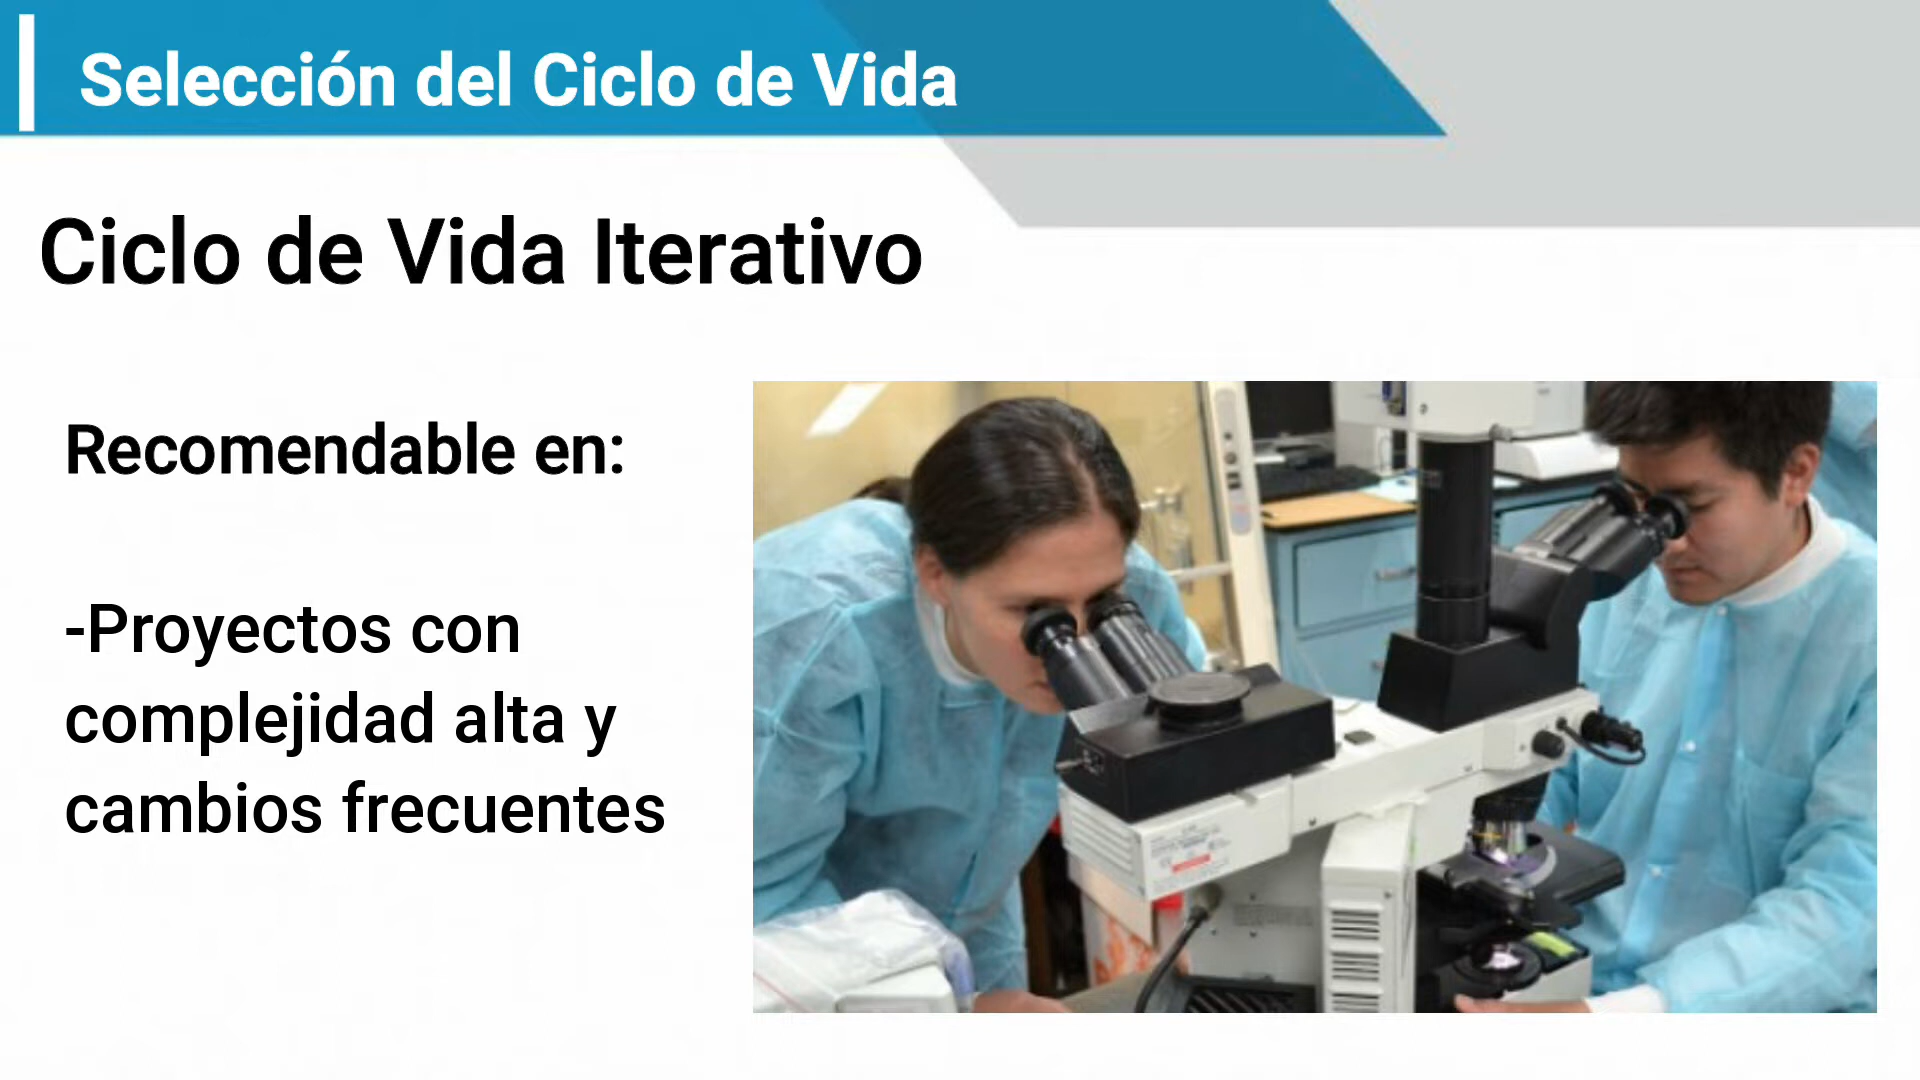 Selección del Ciclo de Vida
Ciclo de Vida Iterativo
Recomendable en:
-Proyectos con
complejidad alta y
cambios frecuentes